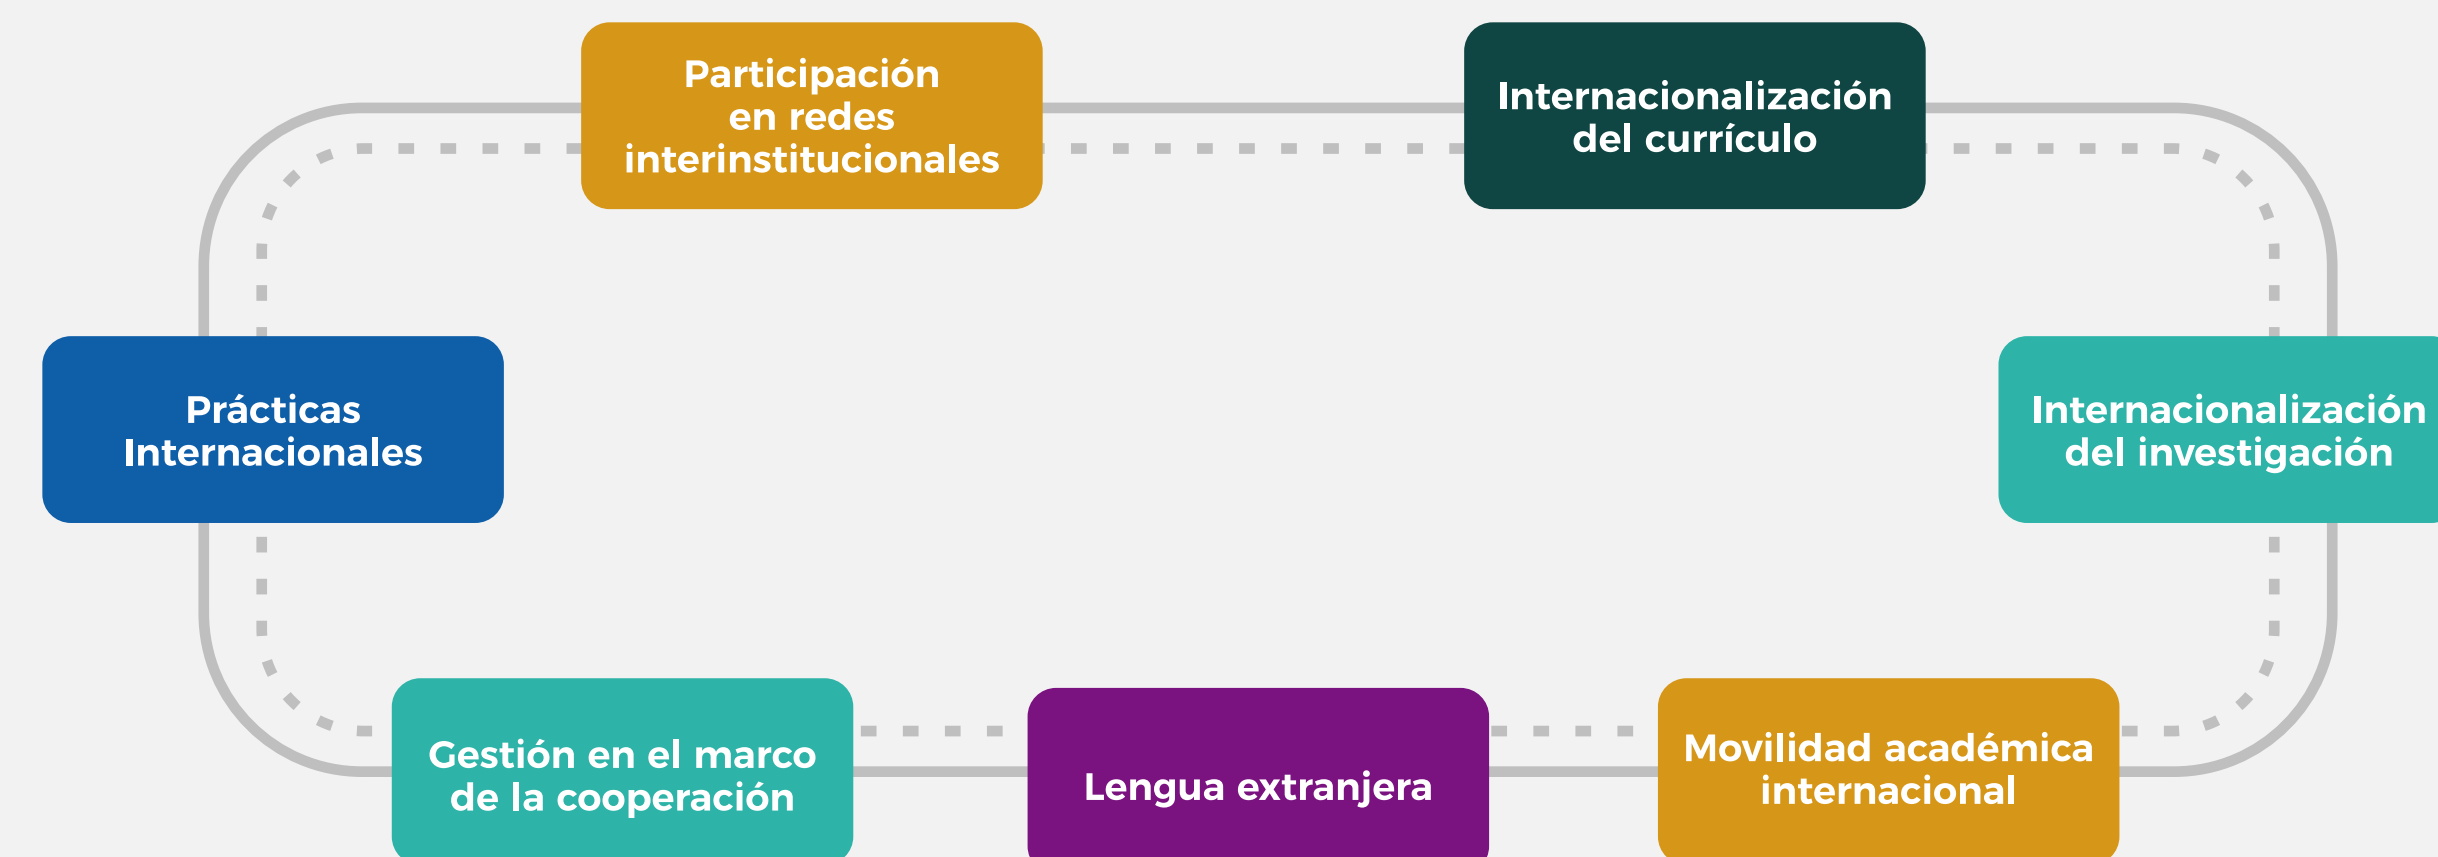 Participación
en redes
interinstitucionales
Internacionalización
del currículo
Prácticas
Internacionales
Internacionalización
del investigación
Gestión en el marco
de la cooperación
Lengua extranjera
Movilidad académica
internacional